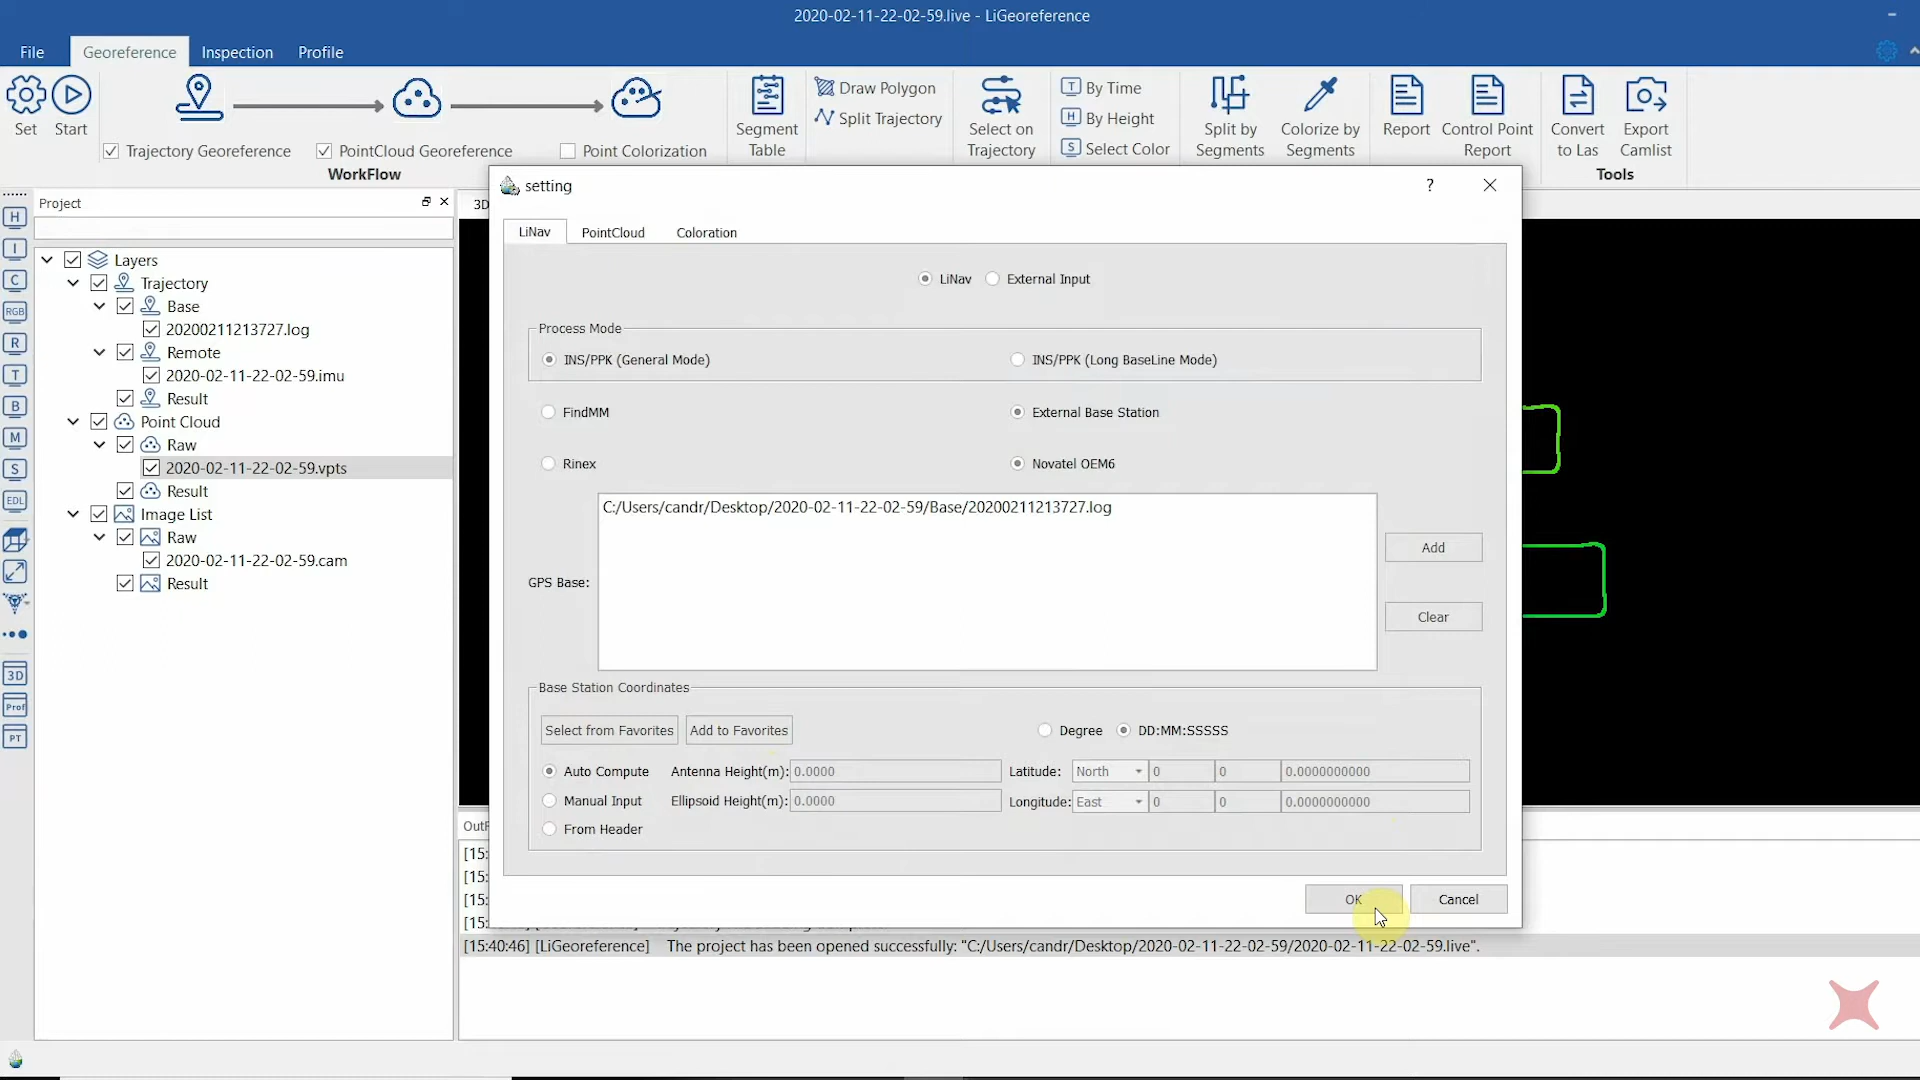 2020-02-11-22-02-59.live - LiGeoreference
File Georeference Inspection Profile
Set Start
Trajectory Georeference PointCloud Georeference Point Colorization
WorkFlow
Segment Table
Draw Polygon
Split Trajectory
Select on Trajectory
T By Time
H By Height
S Select Color
Split by Segments
Colorize by Segments
Report
Control Point Report
Convert to Las
Export Camlist
Tools
Project
H
I
C
RGB
R
T
B
M
S
EDL
3D
Prof
PT
Layers
Trajectory
Base
20200211213727.log
Remote
2020-02-11-22-02-59.imu
Result
Point Cloud
Raw
2020-02-11-22-02-59.vpts
Result
Image List
Raw
2020-02-11-22-02-59.cam
Result
3D
setting ?
LiNav PointCloud Coloration
LiNav External Input
Process Mode
INS/PPK (General Mode) INS/PPK (Long BaseLine Mode)
FindMM External Base Station
Rinex Novatel OEM6
C:/Users/candr/Desktop/2020-02-11-22-02-59/Base/20200211213727.log
Add
GPS Base:
Clear
Base Station Coordinates
Select from Favorites Add to Favorites Degree DD:MM:SSSSS
Auto Compute Antenna Height(m): 0.0000 Latitude: North 0 0 0.0000000000
Manual Input Ellipsoid Height(m): 0.0000 Longitude: East 0 0 0.0000000000
From Header
OK Cancel
[15:
[15:
[15:
[15:
[15:40:46] [LiGeoreference] The project has been opened successfully: "C:/Users/candr/Desktop/2020-02-11-22-02-59/2020-02-11-22-02-59.live".